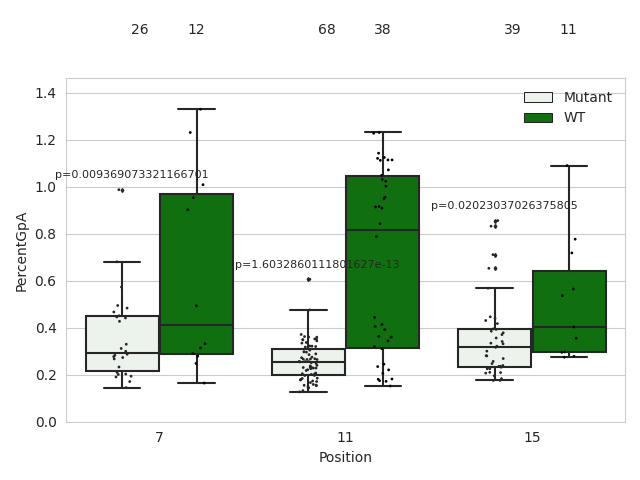 26 12 68 38 39 11
1.4
Mutant
WT
1.2
p=0.009369073321166701
1.0
p=0.02023037026375805
0.8
p=1.6032860111801627e-13
0.6
0.4
0.2
0.0
PercentGpA
7 11 15
Position